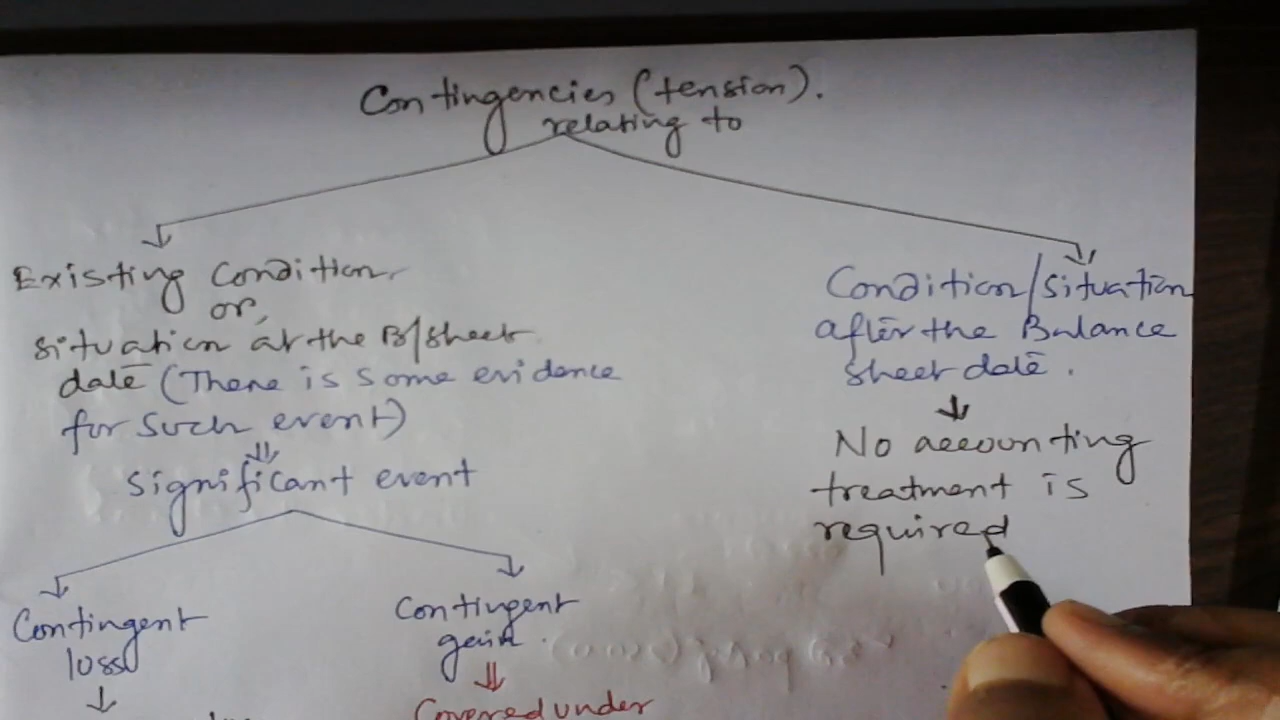 Contingencies (tension).
relating to
Existing Condition
or,
situation at the B/sheet
date (There is some evidence
for such event)
Significant event
Contingent
loss
Contingent
gain
Covered under
Condition/situation
after the Balance
sheet date.
No accounting
treatment is
required